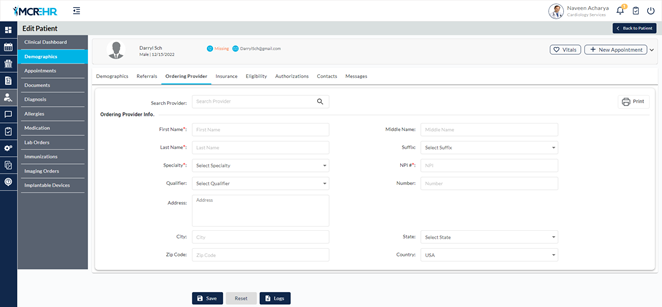 MCREHR
Naveen Acharya
Cardiology Services
Edit Patient
Back to Patient
Clinical Dashboard
Demographics
Appointments
Documents
Diagnosis
Allergies
Medication
Lab Orders
Immunizations
Imaging Orders
Implantable Devices
Darryl Sch
Male | 12/15/2022
Missing
DarrylSch@gmail.com
Vitals
New Appointment
Demographics
Referrals
Ordering Provider
Insurance
Eligibility
Authorizations
Contacts
Messages
Search Provider:
Search Provider
Print
Ordering Provider Info.
First Name*:
First Name
Middle Name:
Middle Name
Last Name*:
Last Name
Suffix:
Select Suffix
Specialty*:
Select Specialty
NPI #*:
NPI
Qualifier:
Select Qualifier
Number:
Number
Address:
Address
City:
City
State:
Select State
Zip Code:
Zip Code
Country:
USA
Save
Reset
Logs